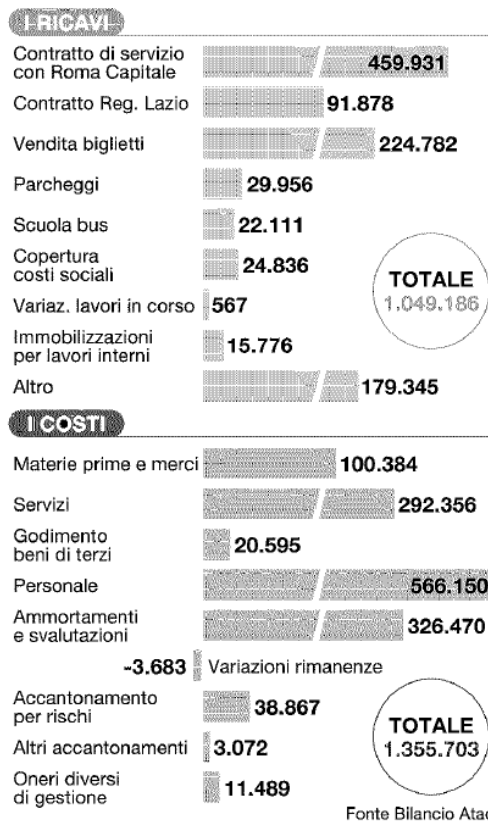 I RICAVI
Contratto di servizio
con Roma Capitale
459.931
Contratto Reg. Lazio
91.878
Vendita biglietti
224.782
Parcheggi
29.956
Scuola bus
22.111
Copertura
costi sociali
24.836
Variaz. lavori in corso
567
Immobilizzazioni
per lavori interni
15.776
Altro
179.345
TOTALE
1.049.186
I COSTI
Materie prime e merci
100.384
Servizi
292.356
Godimento
beni di terzi
20.595
Personale
566.150
Ammortamenti
e svalutazioni
326.470
-3.683
Variazioni rimanenze
Accantonamento
per rischi
38.867
Altri accantonamenti
3.072
Oneri diversi
di gestione
11.489
TOTALE
1.355.703
Fonte Bilancio Atac